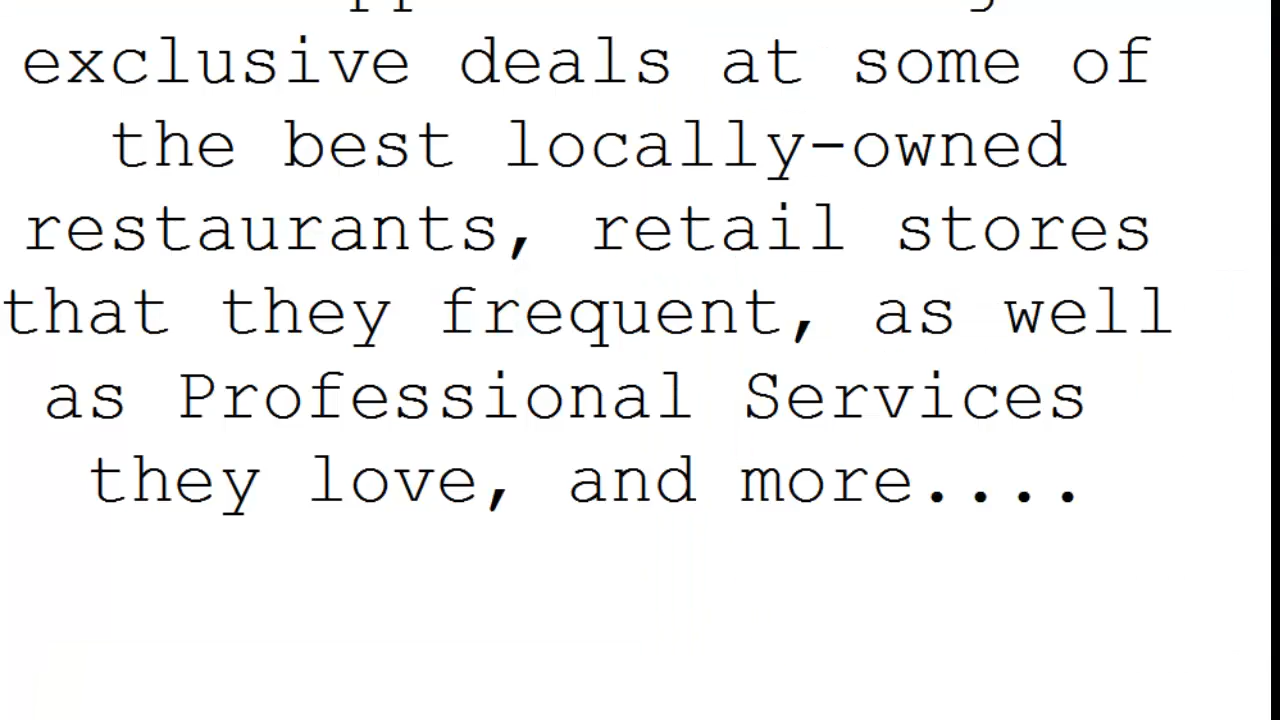 exclusive deals at some of
the best locally-owned
restaurants, retail stores
that they frequent, as well
as Professional Services
they love, and more....